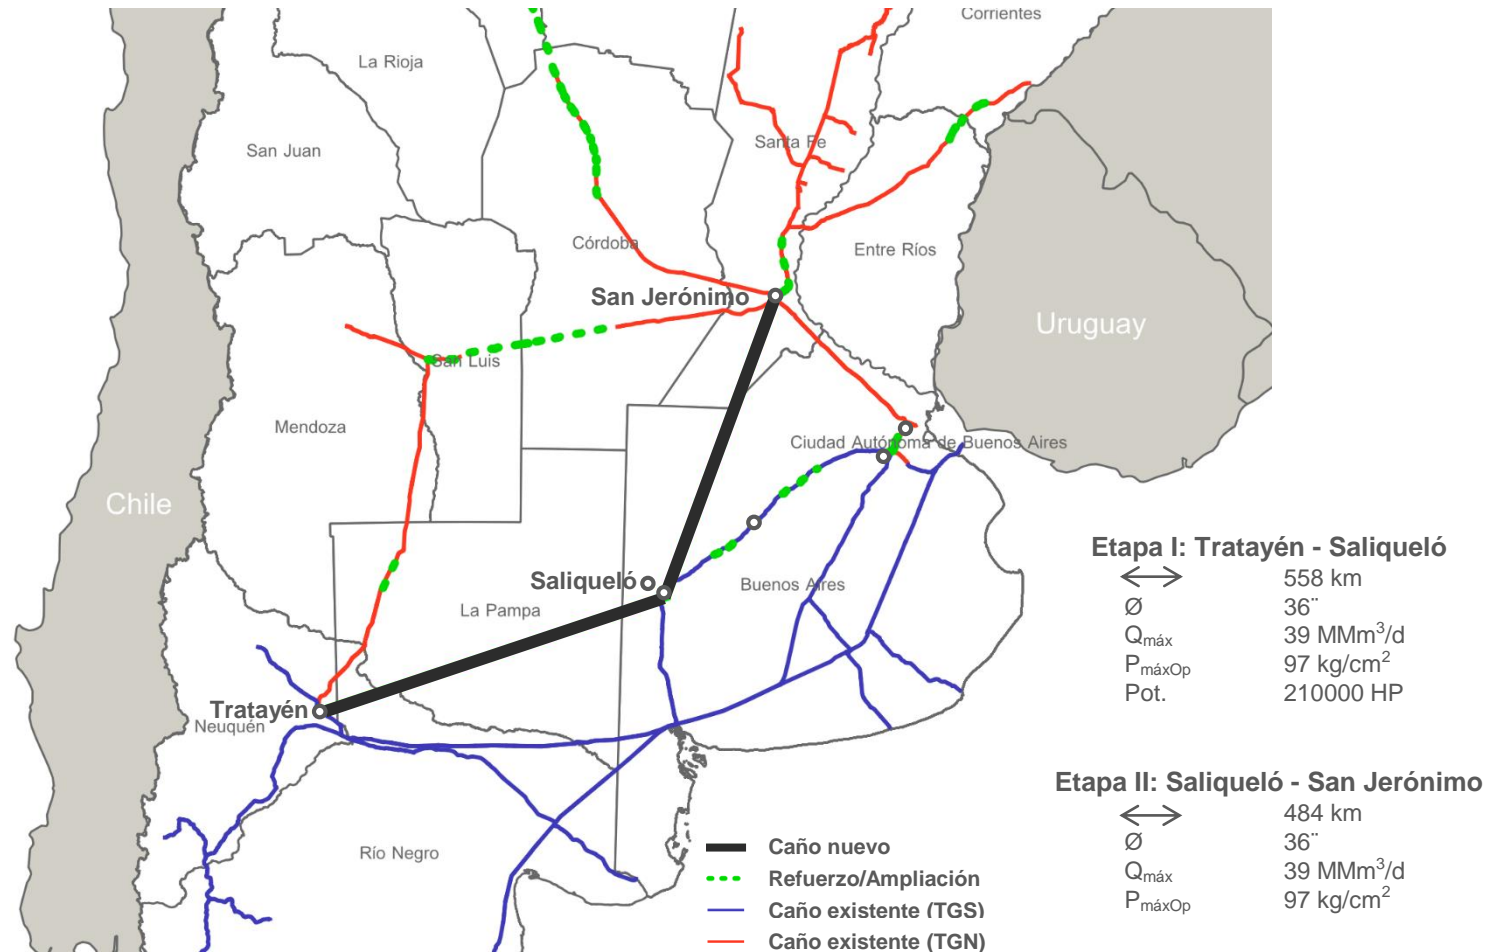 Corrientes
La Rioja
San Juan
Santa Fe
Córdoba
Entre Ríos
San Jerónimo
Uruguay
San Luis
Mendoza
Ciudad Autónoma de Buenos Aires
Chile
Etapa I: Tratayén - Saliqueló
558 km
Ø 36¨
Qmáx 39 MMm³/d
PmáxOp 97 kg/cm²
Pot. 210000 HP
Saliqueló
La Pampa
Buenos Aires
Tratayén
Neuquén
Etapa II: Saliqueló - San Jerónimo
484 km
Ø 36¨
Qmáx 39 MMm³/d
PmáxOp 97 kg/cm²
Río Negro
Caño nuevo
Refuerzo/Ampliación
Caño existente (TGS)
Caño existente (TGN)